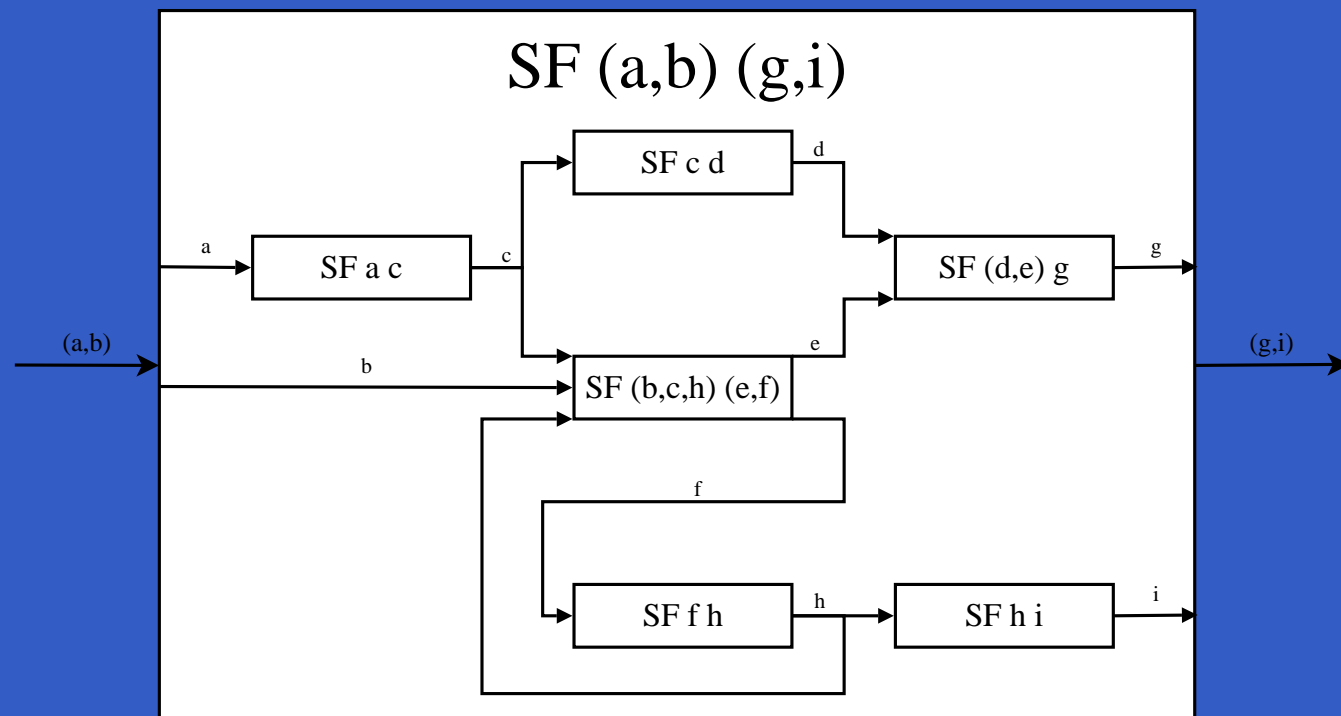 SF (a,b) (g,i)
d
SF c d
a
c
g
SF a c
SF (d,e) g
(a,b)
e
(g,i)
b
SF (b,c,h) (e,f)
f
h
i
SF f h
SF h i